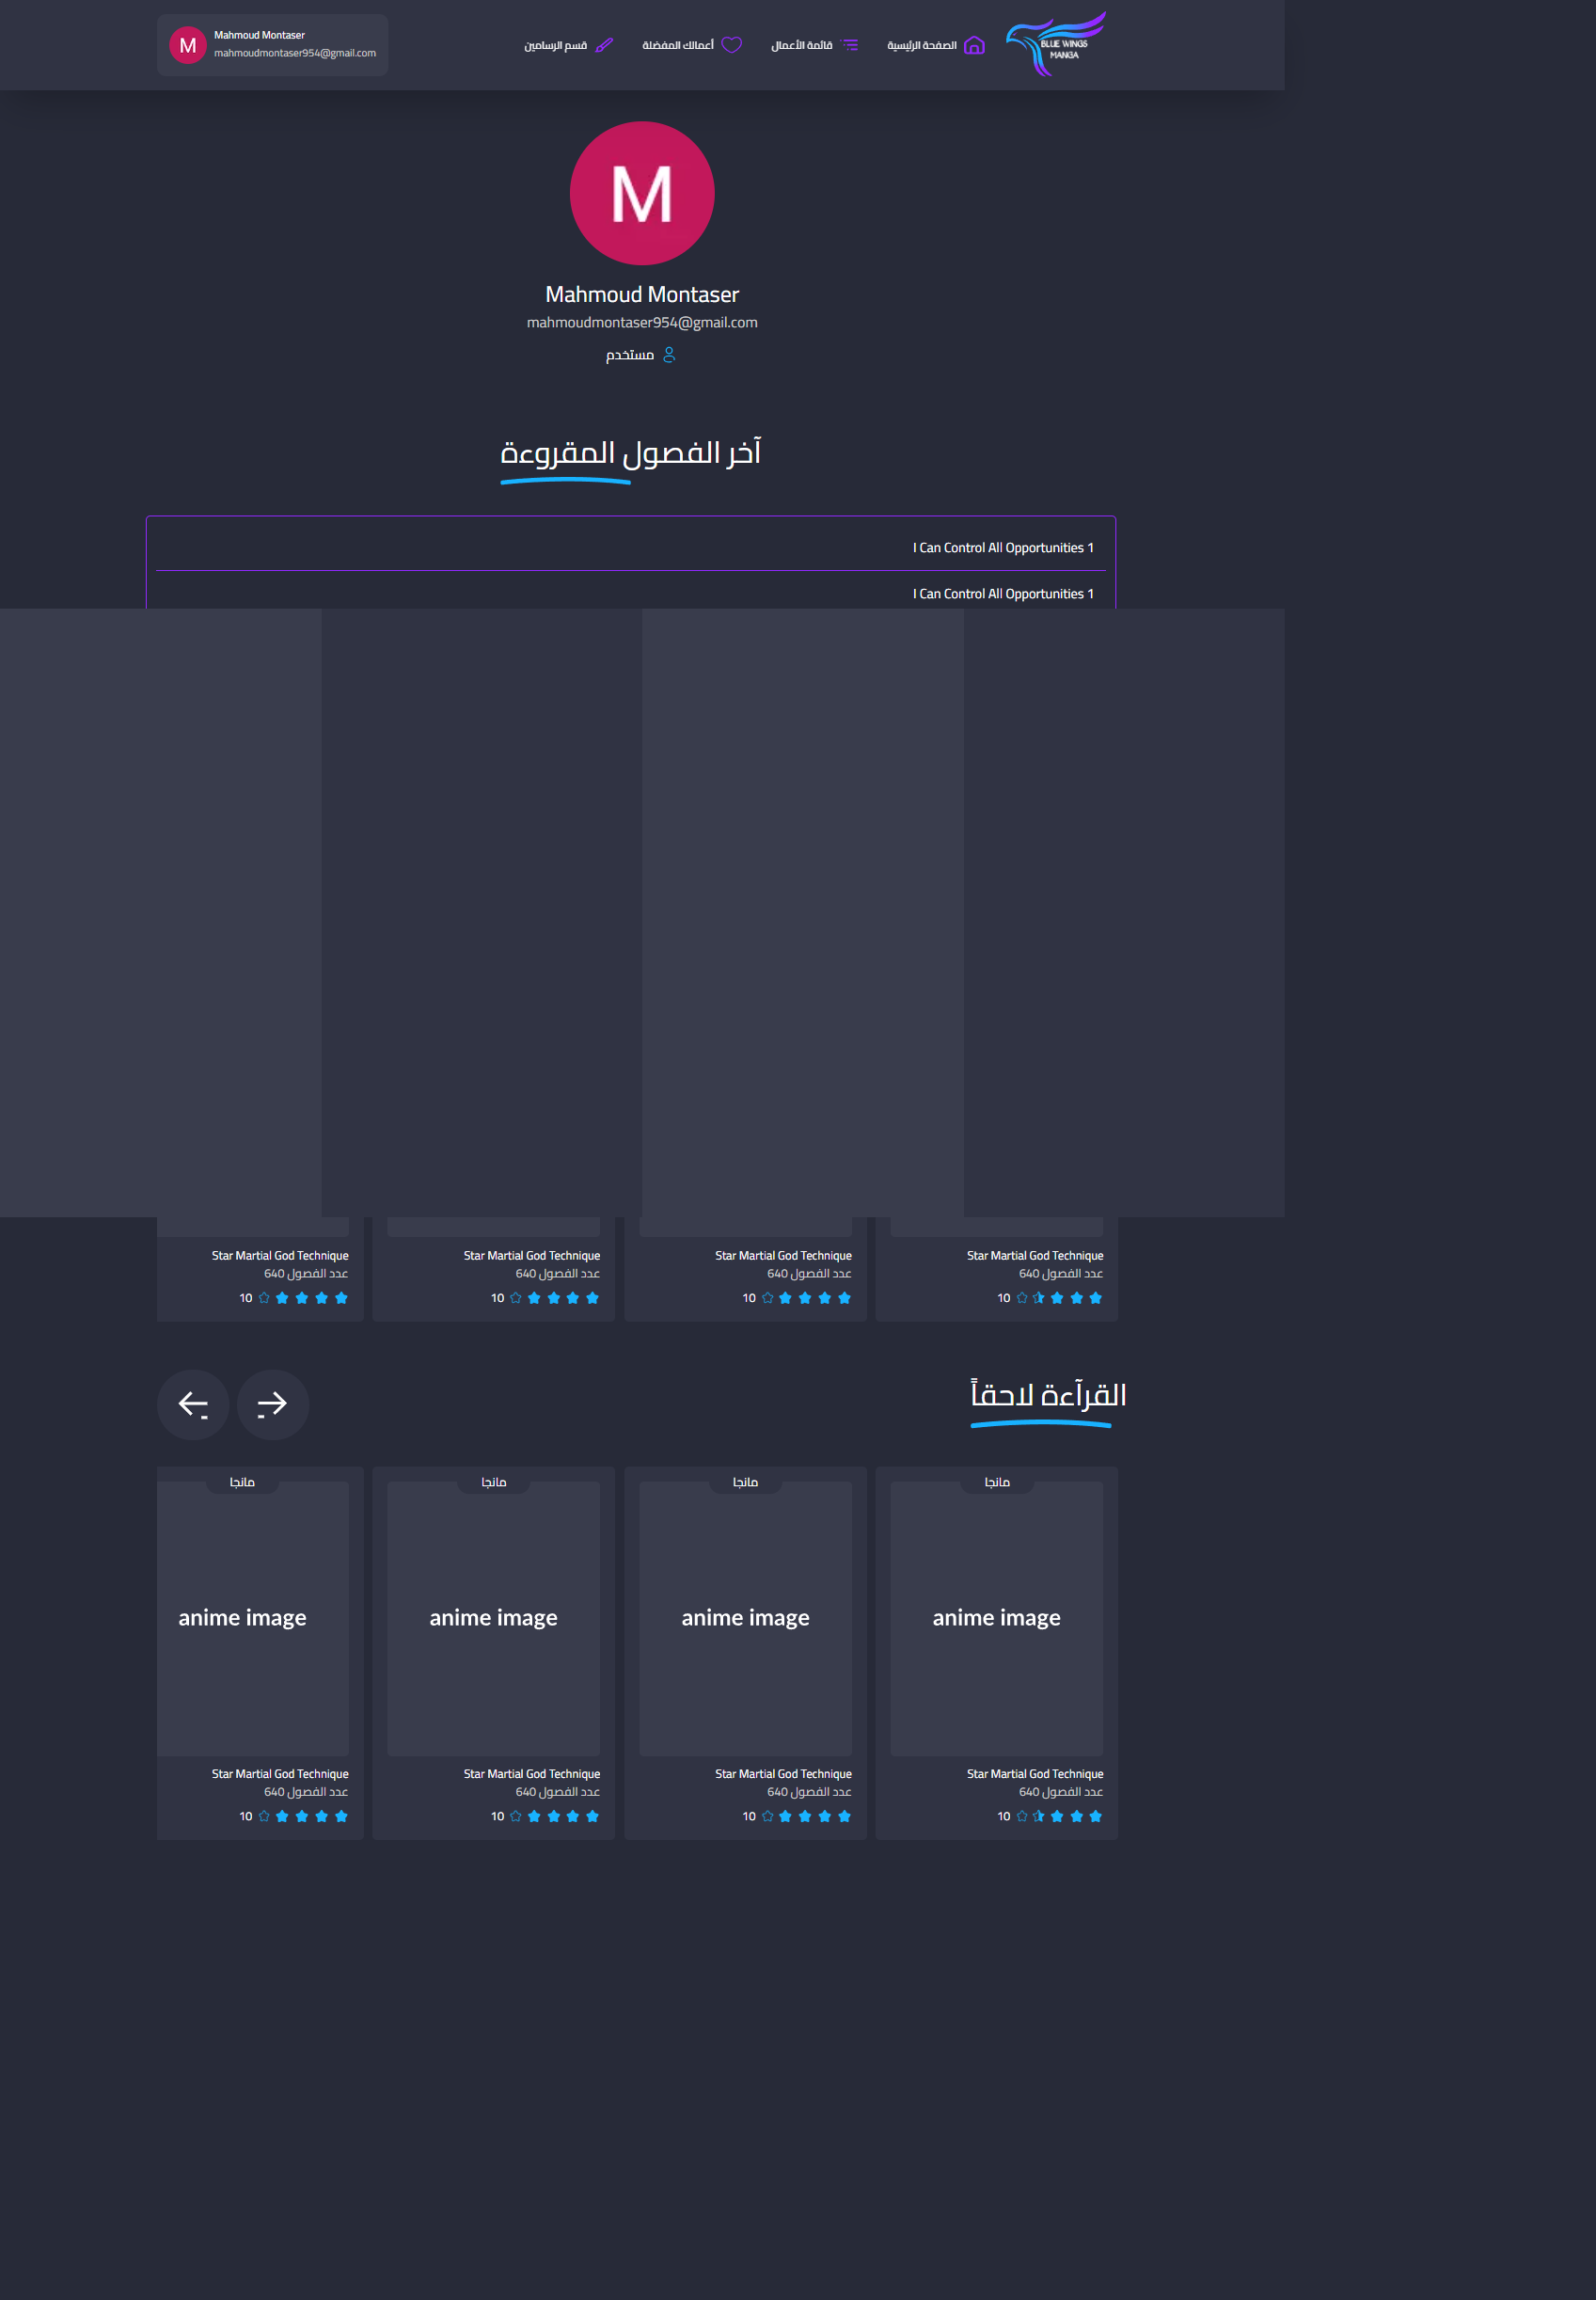 BLUE WINGS
MANGA
الصفحة الرئيسية
قائمة الأعمال
أعمالك المفضلة
قسم الرسامين
M
Mahmoud Montaser
mahmoudmontaser954@gmail.com
M
Mahmoud Montaser
mahmoudmontaser954@gmail.com
مستخدم
آخر الفصول المقروءة
I Can Control All Opportunities 1
I Can Control All Opportunities 1
Star Martial God Technique
عدد الفصول 640
10
Star Martial God Technique
عدد الفصول 640
10
Star Martial God Technique
عدد الفصول 640
10
Star Martial God Technique
عدد الفصول 640
10
القرآءة لاحقاً
مانجا
anime image
Star Martial God Technique
عدد الفصول 640
10
مانجا
anime image
Star Martial God Technique
عدد الفصول 640
10
مانجا
anime image
Star Martial God Technique
عدد الفصول 640
10
مانجا
anime image
Star Martial God Technique
عدد الفصول 640
10